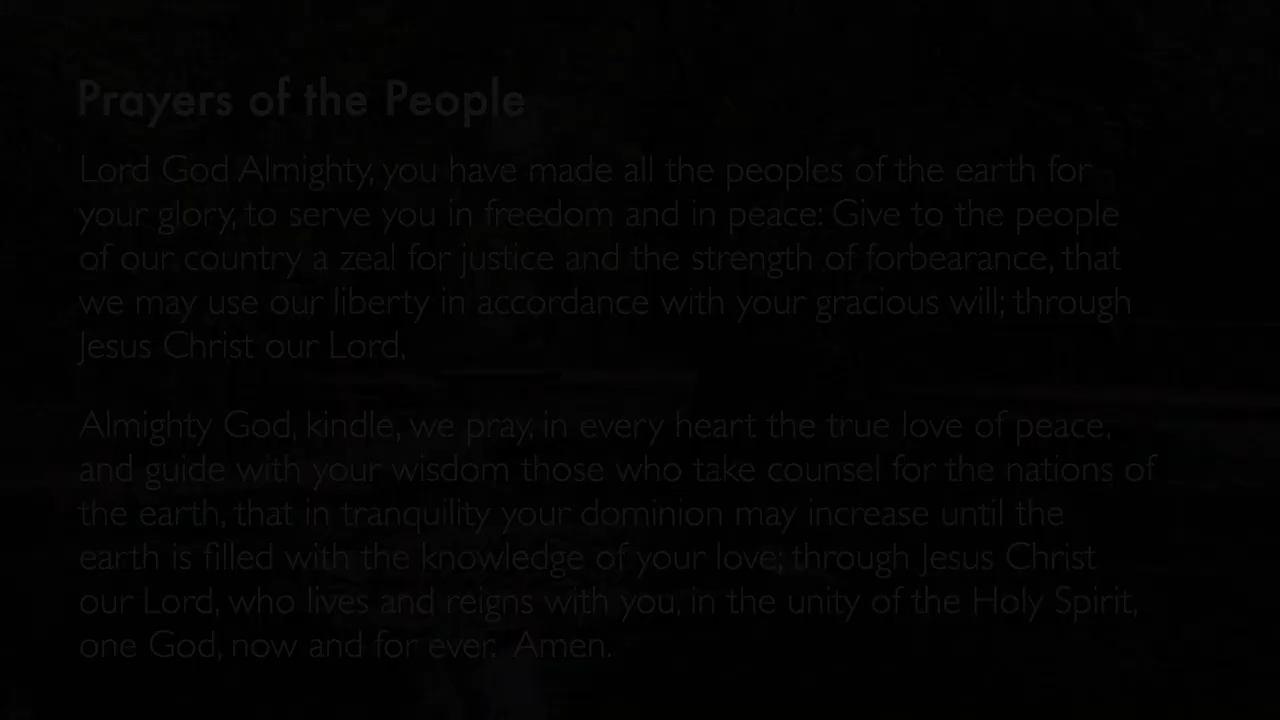 Prayers of the People
Lord God Almighty, you have made all the peoples of the earth for
your glory, to serve you in freedom and in peace: Give to the people
of our country a zeal for justice and the strength of forbearance, that
we may use our liberty in accordance with your gracious will; through
Jesus Christ our Lord.
Almighty God, kindle, we pray, in every heart the true love of peace,
and guide with your wisdom those who take counsel for the nations of
the earth, that in tranquility your dominion may increase until the
earth is filled with the knowledge of your love; through Jesus Christ
our Lord, who lives and reigns with you, in the unity of the Holy Spirit,
one God, now and for ever.  Amen.